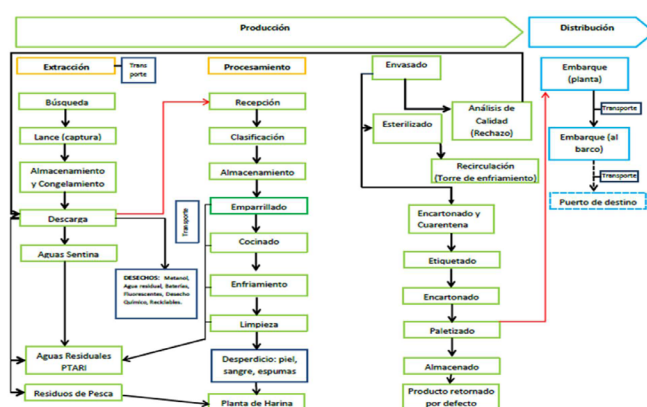 Producción
Distribución
Extracción
Trans
porte
Búsqueda
Lance (captura)
Almacenamiento
y Congelamiento
Descarga
Aguas Sentina
DESECHOS: Metanol,
Agua residual, Baterías,
Fluorescentes, Desecho
Químico, Reciclables.
Aguas Residuales
PTARI
Residuos de Pesca
Procesamiento
Recepción
Clasificación
Almacenamiento
Emparrillado
Transporte
Cocinado
Enfriamiento
Limpieza
Desperdicio: piel,
sangre, espumas
Planta de Harina
Envasado
Análisis de
Calidad
(Rechazo)
Esterilizado
Recirculación
(Torre de enfriamiento)
Encartonado y
Cuarentena
Etiquetado
Encartonado
Paletizado
Almacenado
Producto retornado
por defecto
Embarque
(planta)
Transporte
Embarque (al
barco)
Transporte
Puerto de destino